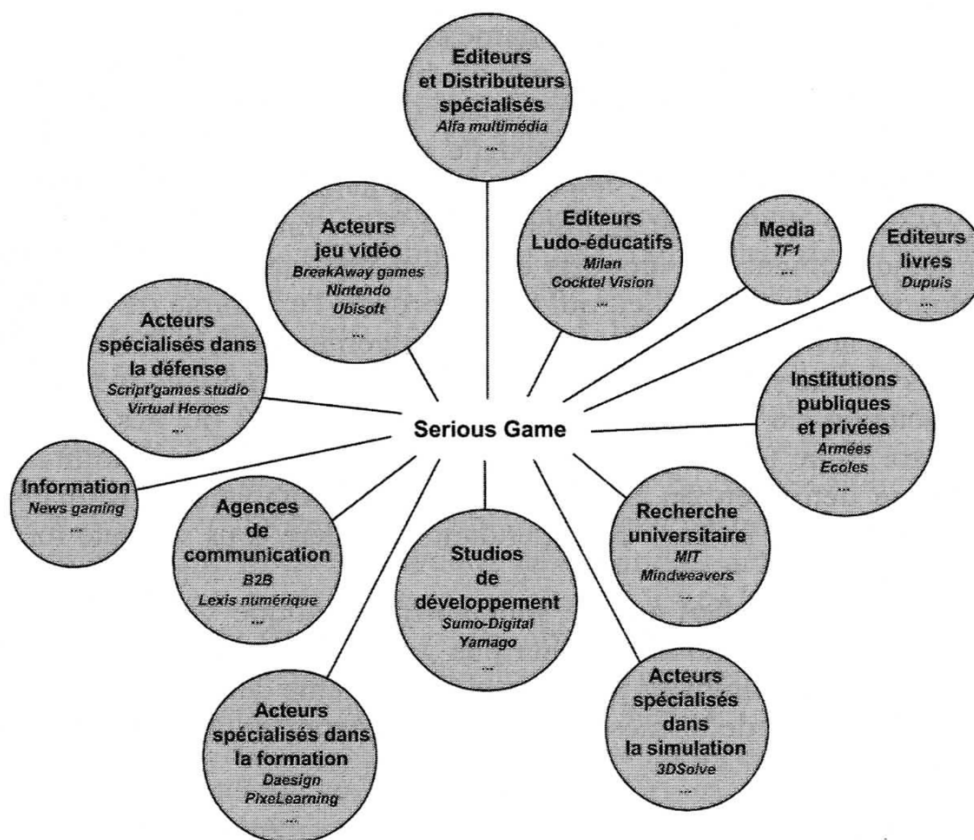 Editeurs
et Distributeurs
spécialisés
Alfa multimédia
...
Acteurs
jeu vidéo
BreakAway games
Nintendo
Ubisoft
...
Editeurs
Ludo-éducatifs
Milan
Cocktel Vision
...
Media
TF1
...
Editeurs
livres
Dupuis
...
Acteurs
spécialisés dans
la défense
Script'games studio
Virtual Heroes
...
Serious Game
Institutions
publiques
et privées
Armées
Ecoles
...
Information
News gaming
...
Agences
de
communication
B2B
Lexis numérique
...
Studios
de
développement
Sumo-Digital
Yamago
...
Recherche
universitaire
MIT
Mindweavers
...
Acteurs
spécialisés dans
la formation
Daesign
PixeLearning
...
Acteurs
spécialisés
dans
la simulation
3DSolve
...